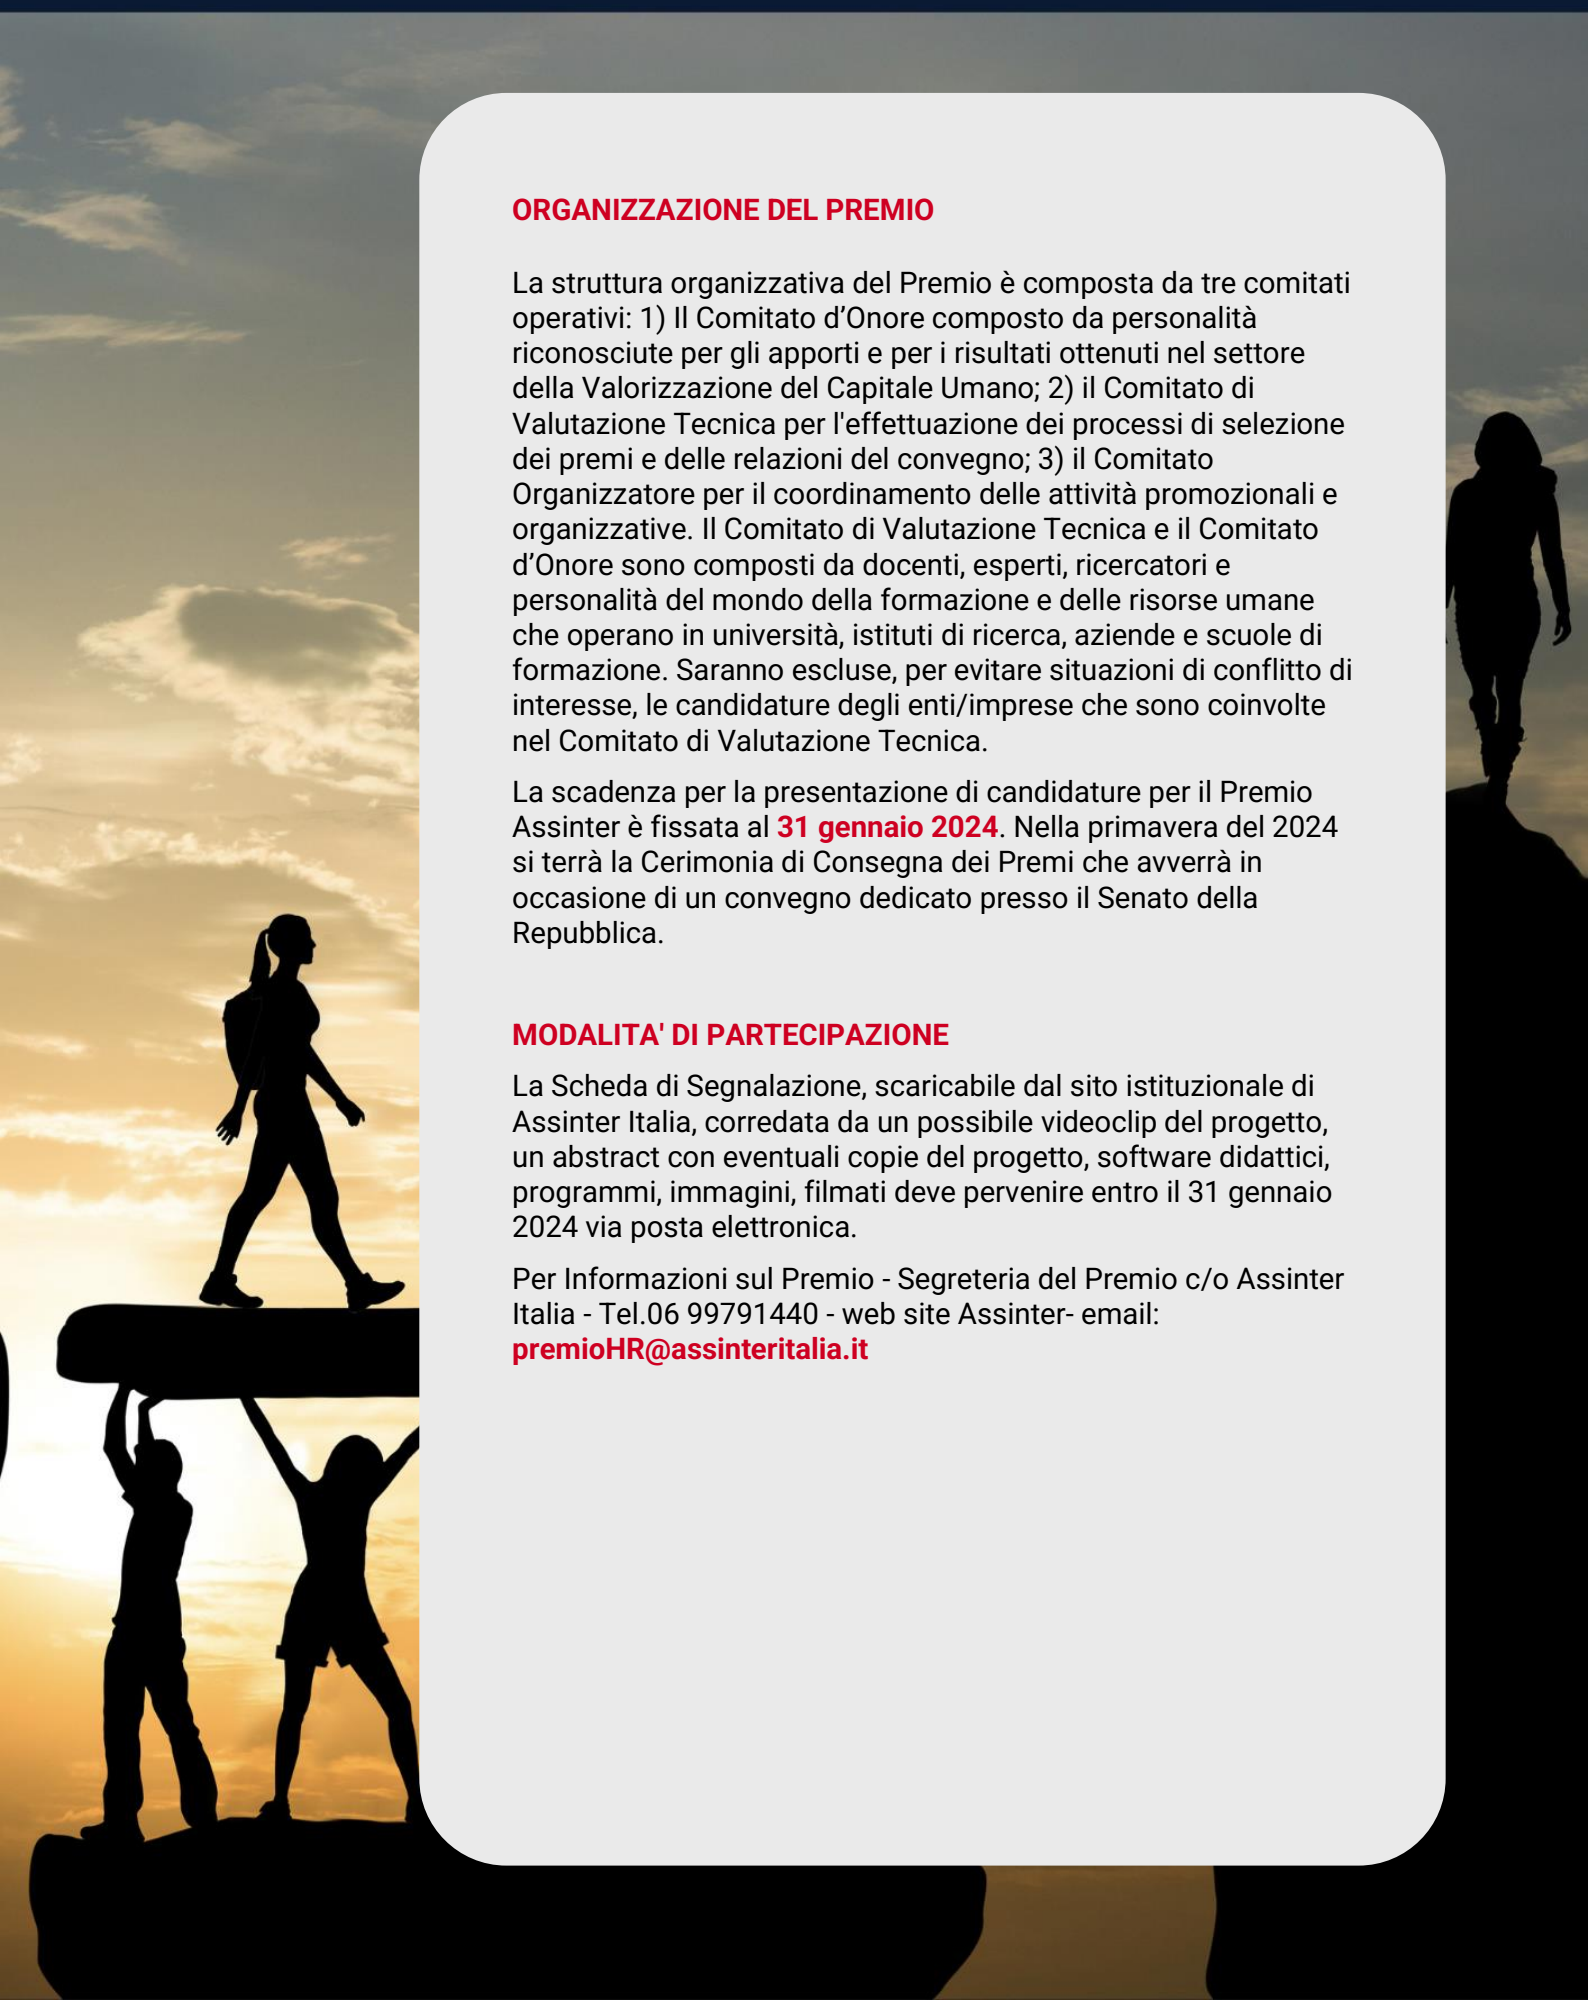 ORGANIZZAZIONE DEL PREMIO
La struttura organizzativa del Premio è composta da tre comitati
operativi: 1) Il Comitato d’Onore composto da personalità
riconosciute per gli apporti e per i risultati ottenuti nel settore
della Valorizzazione del Capitale Umano; 2) il Comitato di
Valutazione Tecnica per l'effettuazione dei processi di selezione
dei premi e delle relazioni del convegno; 3) il Comitato
Organizzatore per il coordinamento delle attività promozionali e
organizzative. Il Comitato di Valutazione Tecnica e il Comitato
d’Onore sono composti da docenti, esperti, ricercatori e
personalità del mondo della formazione e delle risorse umane
che operano in università, istituti di ricerca, aziende e scuole di
formazione. Saranno escluse, per evitare situazioni di conflitto di
interesse, le candidature degli enti/imprese che sono coinvolte
nel Comitato di Valutazione Tecnica.
La scadenza per la presentazione di candidature per il Premio
Assinter è fissata al 31 gennaio 2024. Nella primavera del 2024
si terrà la Cerimonia di Consegna dei Premi che avverrà in
occasione di un convegno dedicato presso il Senato della
Repubblica.
MODALITA' DI PARTECIPAZIONE
La Scheda di Segnalazione, scaricabile dal sito istituzionale di
Assinter Italia, corredata da un possibile videoclip del progetto,
un abstract con eventuali copie del progetto, software didattici,
programmi, immagini, filmati deve pervenire entro il 31 gennaio
2024 via posta elettronica.
Per Informazioni sul Premio - Segreteria del Premio c/o Assinter
Italia - Tel.06 99791440 - web site Assinter- email:
premioHR@assinteritalia.it